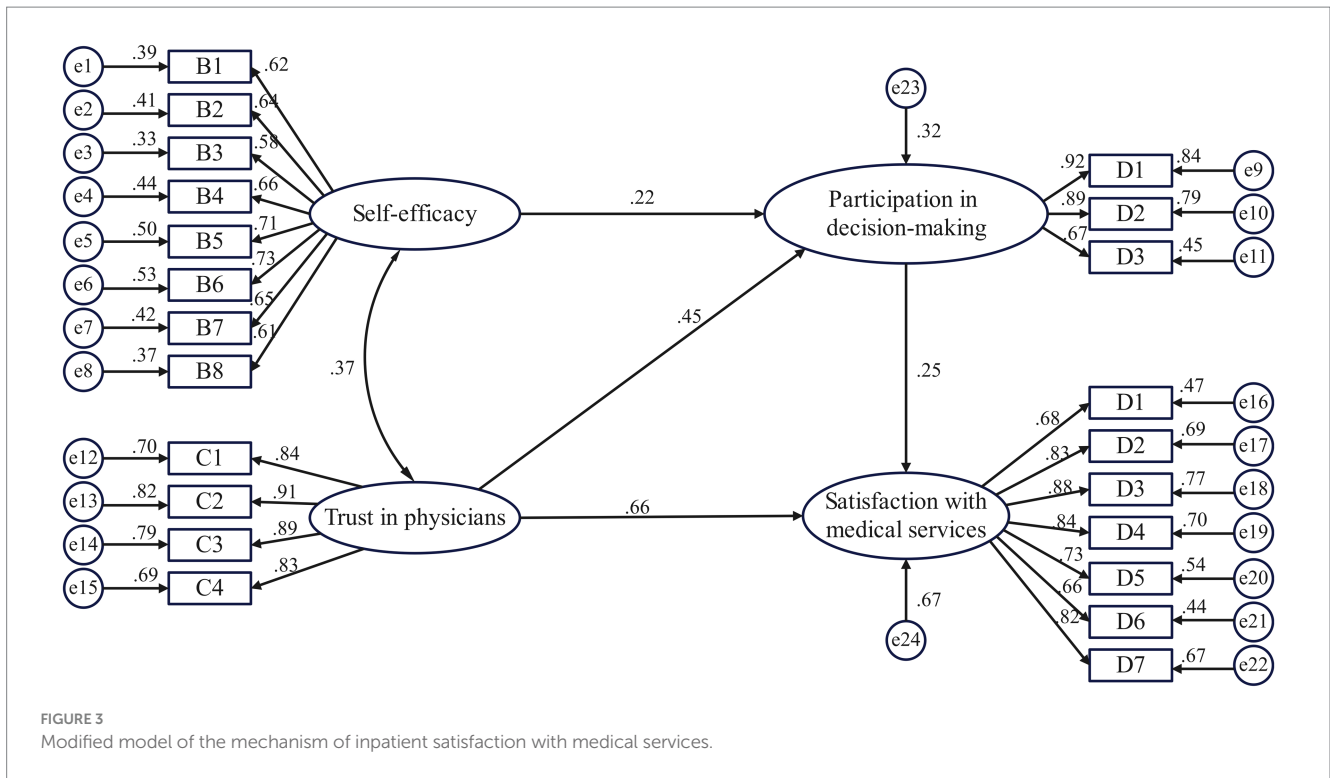 e1 .39 B1 .62
e2 .41 B2 .64
e3 .33 B3 .58
e4 .44 B4 .66
e5 .50 B5 .71
e6 .53 B6 .73
e7 .42 B7 .65
e8 .37 B8 .61
Self-efficacy
.22
e23
.32
Participation in
decision-making
.92 D1 .84 e9
.89 D2 .79 e10
.67 D3 .45 e11
.37
.45
.25
e12 .70 C1 .84
e13 .82 C2 .91
e14 .79 C3 .89
e15 .69 C4 .83
Trust in physicians
.66
Satisfaction with
medical services
.67
e24
.68 D1 .47 e16
.83 D2 .69 e17
.88 D3 .77 e18
.84 D4 .70 e19
.73 D5 .54 e20
.66 D6 .44 e21
.82 D7 .67 e22
FIGURE 3
Modified model of the mechanism of inpatient satisfaction with medical services.